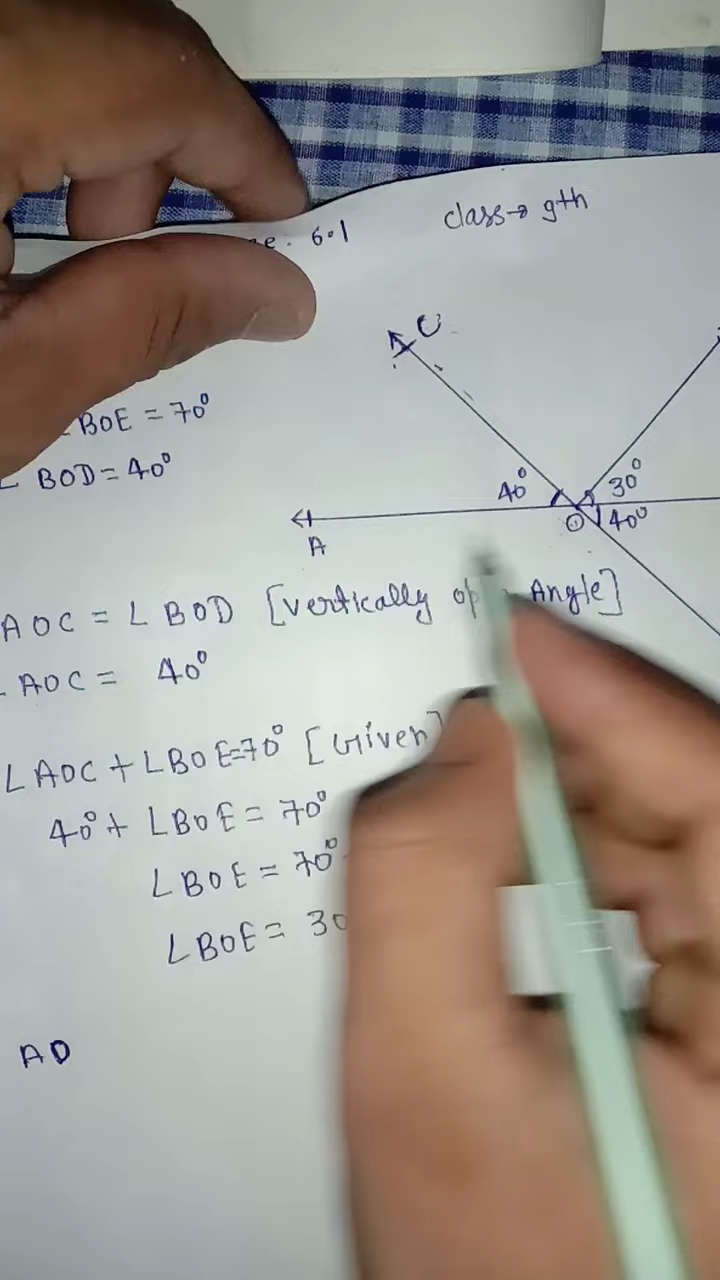 6.1 class→ 9th
C
BOE = 70°
BOD = 40°
40° 30°
O 40°
A
AOC = ∠BOD [vertically Angle]
AOC = 40°
∠AOC + ∠BOE=70° [Given]
40° + ∠BOE = 70°
∠BOE = 70°
∠BOE = 30
AO